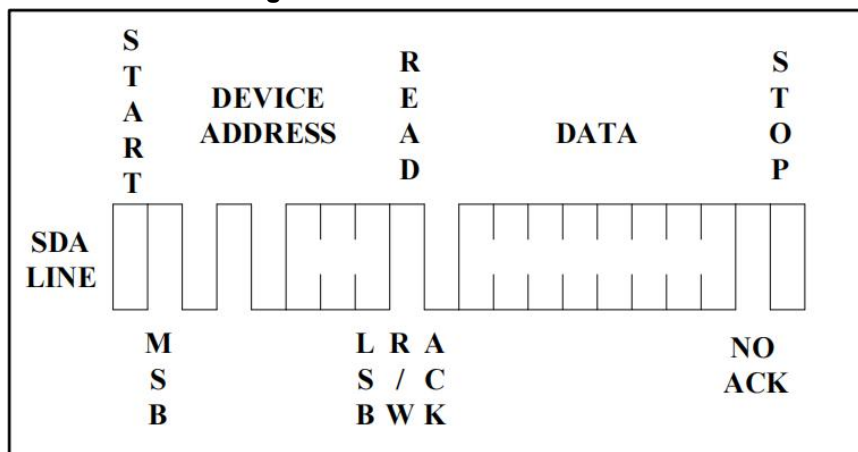 START
DEVICE
ADDRESS
READ
DATA
STOP
SDA
LINE
MSB
LSB
R/W
ACK
NO
ACK